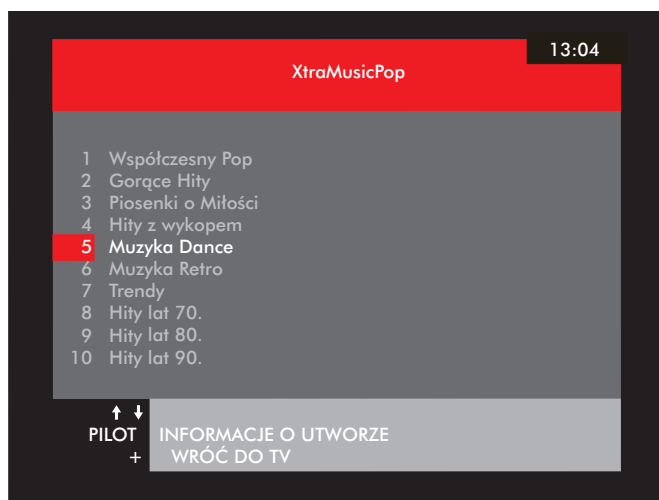 13:04
XtraMusicPop
1 Współczesny Pop
2 Gorące Hity
3 Piosenki o Miłości
4 Hity z wykopem
5 Muzyka Dance
6 Muzyka Retro
7 Trendy
8 Hity lat 70.
9 Hity lat 80.
10 Hity lat 90.
↑ ↓
PILOT INFORMACJE O UTWORZE
+ WRÓĆ DO TV